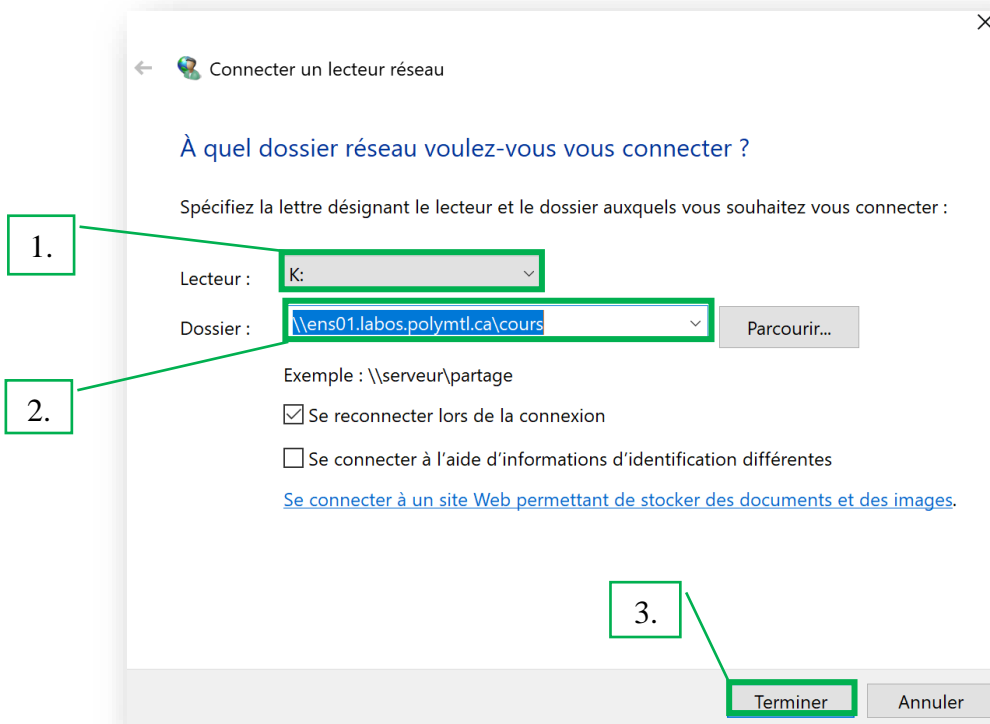 Connecter un lecteur réseau
À quel dossier réseau voulez-vous vous connecter ?
Spécifiez la lettre désignant le lecteur et le dossier auxquels vous souhaitez vous connecter :
1.
Lecteur : K:
Dossier : \\ens01.labos.polymtl.ca\cours Parcourir...
Exemple : \\serveur\partage
2.
Se reconnecter lors de la connexion
Se connecter à l'aide d'informations d'identification différentes
Se connecter à un site Web permettant de stocker des documents et des images.
3.
Terminer Annuler